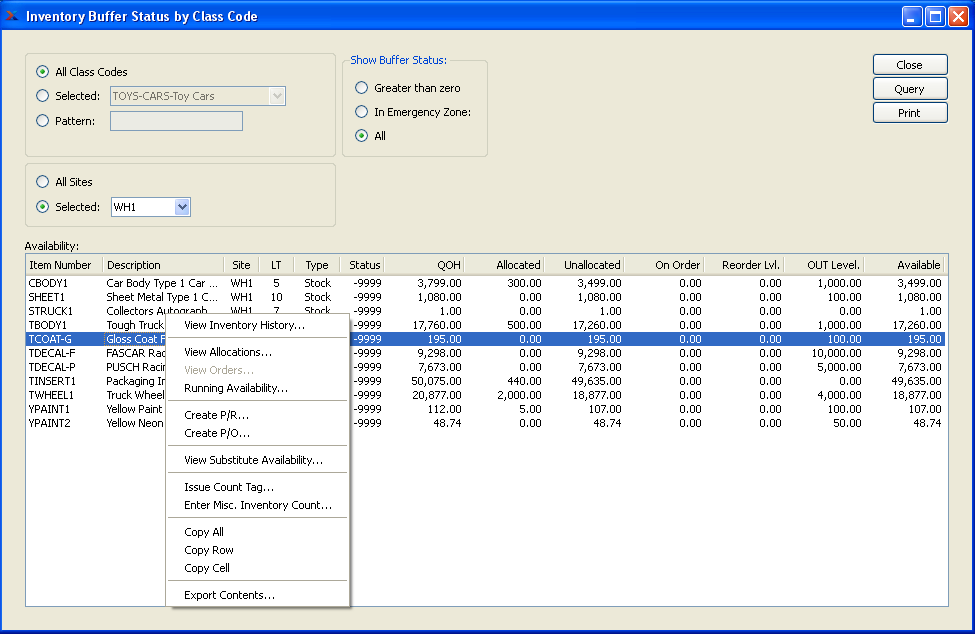 Inventory Buffer Status by Class Code
All Class Codes
Selected: TOYS-CARS-Toy Cars
Pattern:
Show Buffer Status:
Greater than zero
In Emergency Zone:
All
Close
Query
Print
All Sites
Selected: WH1
Availability:
Item Number Description Site LT Type Status QOH Allocated Unallocated On Order Reorder Lvl. OUT Level. Available
CBODY1 Car Body Type 1 Car ... WH1 5 Stock -9999 3,799.00 300.00 3,499.00 0.00 0.00 1,000.00 3,499.00
SHEET1 Sheet Metal Type 1 C... WH1 10 Stock -9999 1,080.00 0.00 1,080.00 0.00 0.00 100.00 1,080.00
STRUCK1 Collectors Autograph WH1 7 Stock -9999 1.00 0.00 1.00 0.00 0.00 0.00 1.00
TBODY1 Tough Truck -9999 17,760.00 500.00 17,260.00 0.00 0.00 1,000.00 17,260.00
TCOAT-G Gloss Coat F -9999 195.00 0.00 195.00 0.00 0.00 100.00 195.00
TDECAL-F FASCAR Rac -9999 9,298.00 0.00 9,298.00 0.00 0.00 10,000.00 9,298.00
TDECAL-P PUSCH Racin -9999 7,673.00 0.00 7,673.00 0.00 0.00 5,000.00 7,673.00
TINSERT1 Packaging In -9999 50,075.00 440.00 49,635.00 0.00 0.00 0.00 49,635.00
TWHEEL1 Truck Wheel -9999 20,877.00 2,000.00 18,877.00 0.00 0.00 4,000.00 18,877.00
YPAINT1 Yellow Paint -9999 112.00 5.00 107.00 0.00 0.00 100.00 107.00
YPAINT2 Yellow Neon -9999 48.74 0.00 48.74 0.00 0.00 50.00 48.74
View Inventory History...
View Allocations...
View Orders...
Running Availability...
Create P/R...
Create P/O...
View Substitute Availability...
Issue Count Tag...
Enter Misc. Inventory Count...
Copy All
Copy Row
Copy Cell
Export Contents...